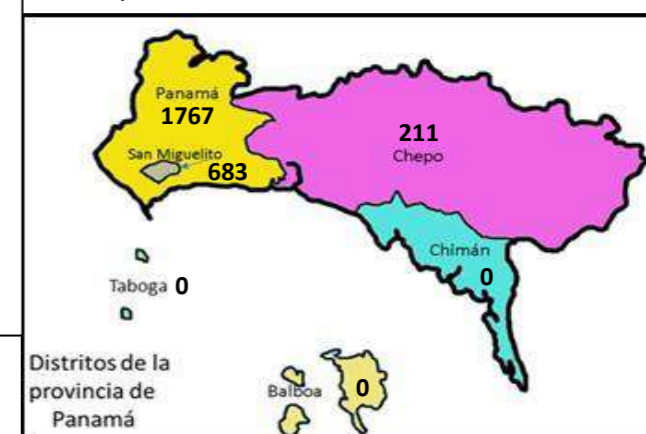 Panamá
1767
San Miguelito
683
211
Chepo
Chimán
0
Taboga 0
Balboa 0
Distritos de la
provincia de
Panamá